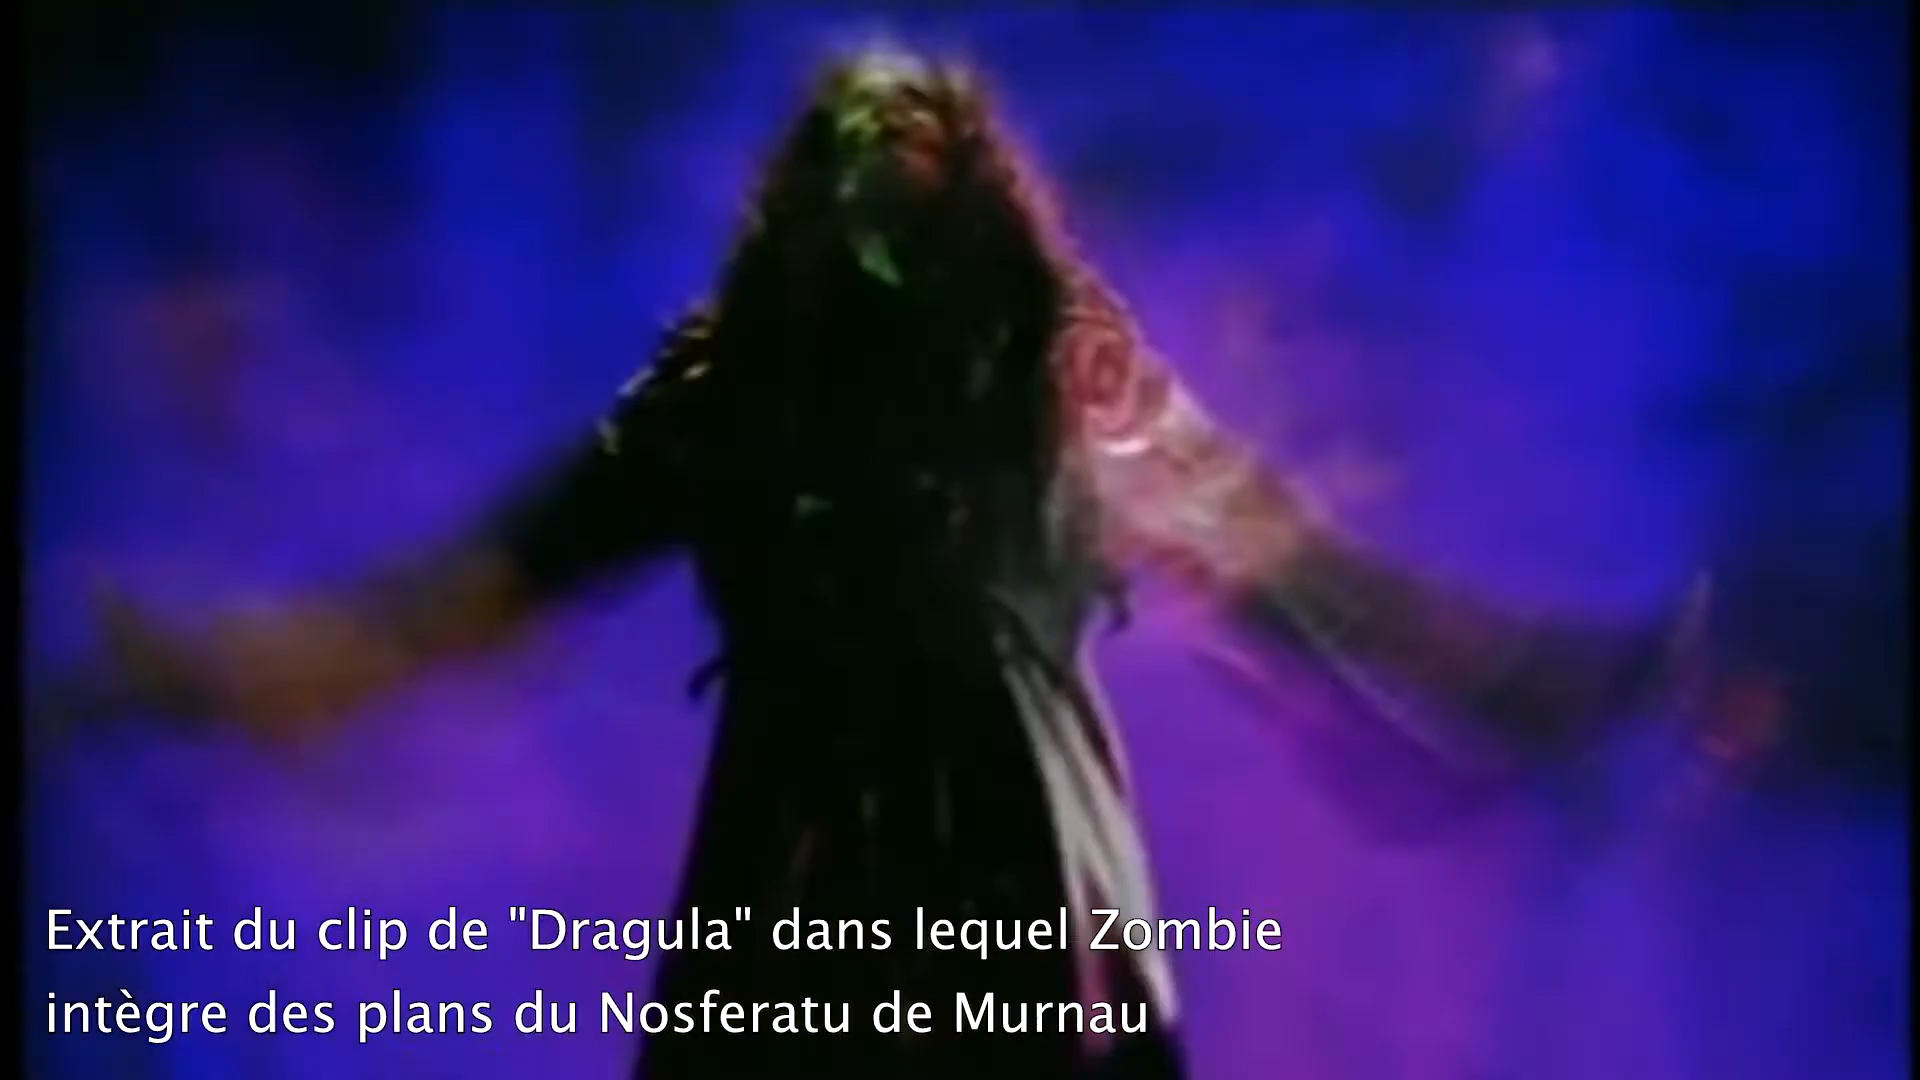 Extrait du clip de "Dragula" dans lequel Zombie
intègre des plans du Nosferatu de Murnau